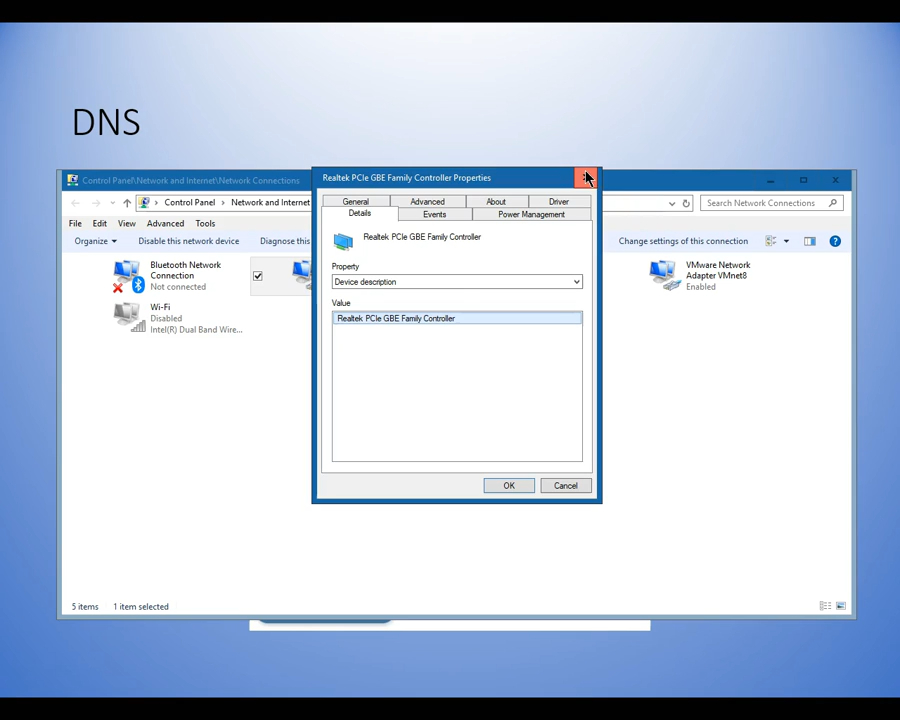 DNS
Control Panel\Network and Internet\Network Connections
Realtek PCIe GBE Family Controller Properties
Control Panel
Network and Internet
Search Network Connections
File Edit View Advanced Tools
Organize
Disable this network device
Diagnose this
Change settings of this connection
General Advanced About Driver
Details Events Power Management
Realtek PCIe GBE Family Controller
Property
Device description
Value
Realtek PCIe GBE Family Controller
OK Cancel
Bluetooth Network
Connection
Not connected
VMware Network
Adapter VMnet8
Enabled
Wi-Fi
Disabled
Intel(R) Dual Band Wire...
5 items 1 item selected